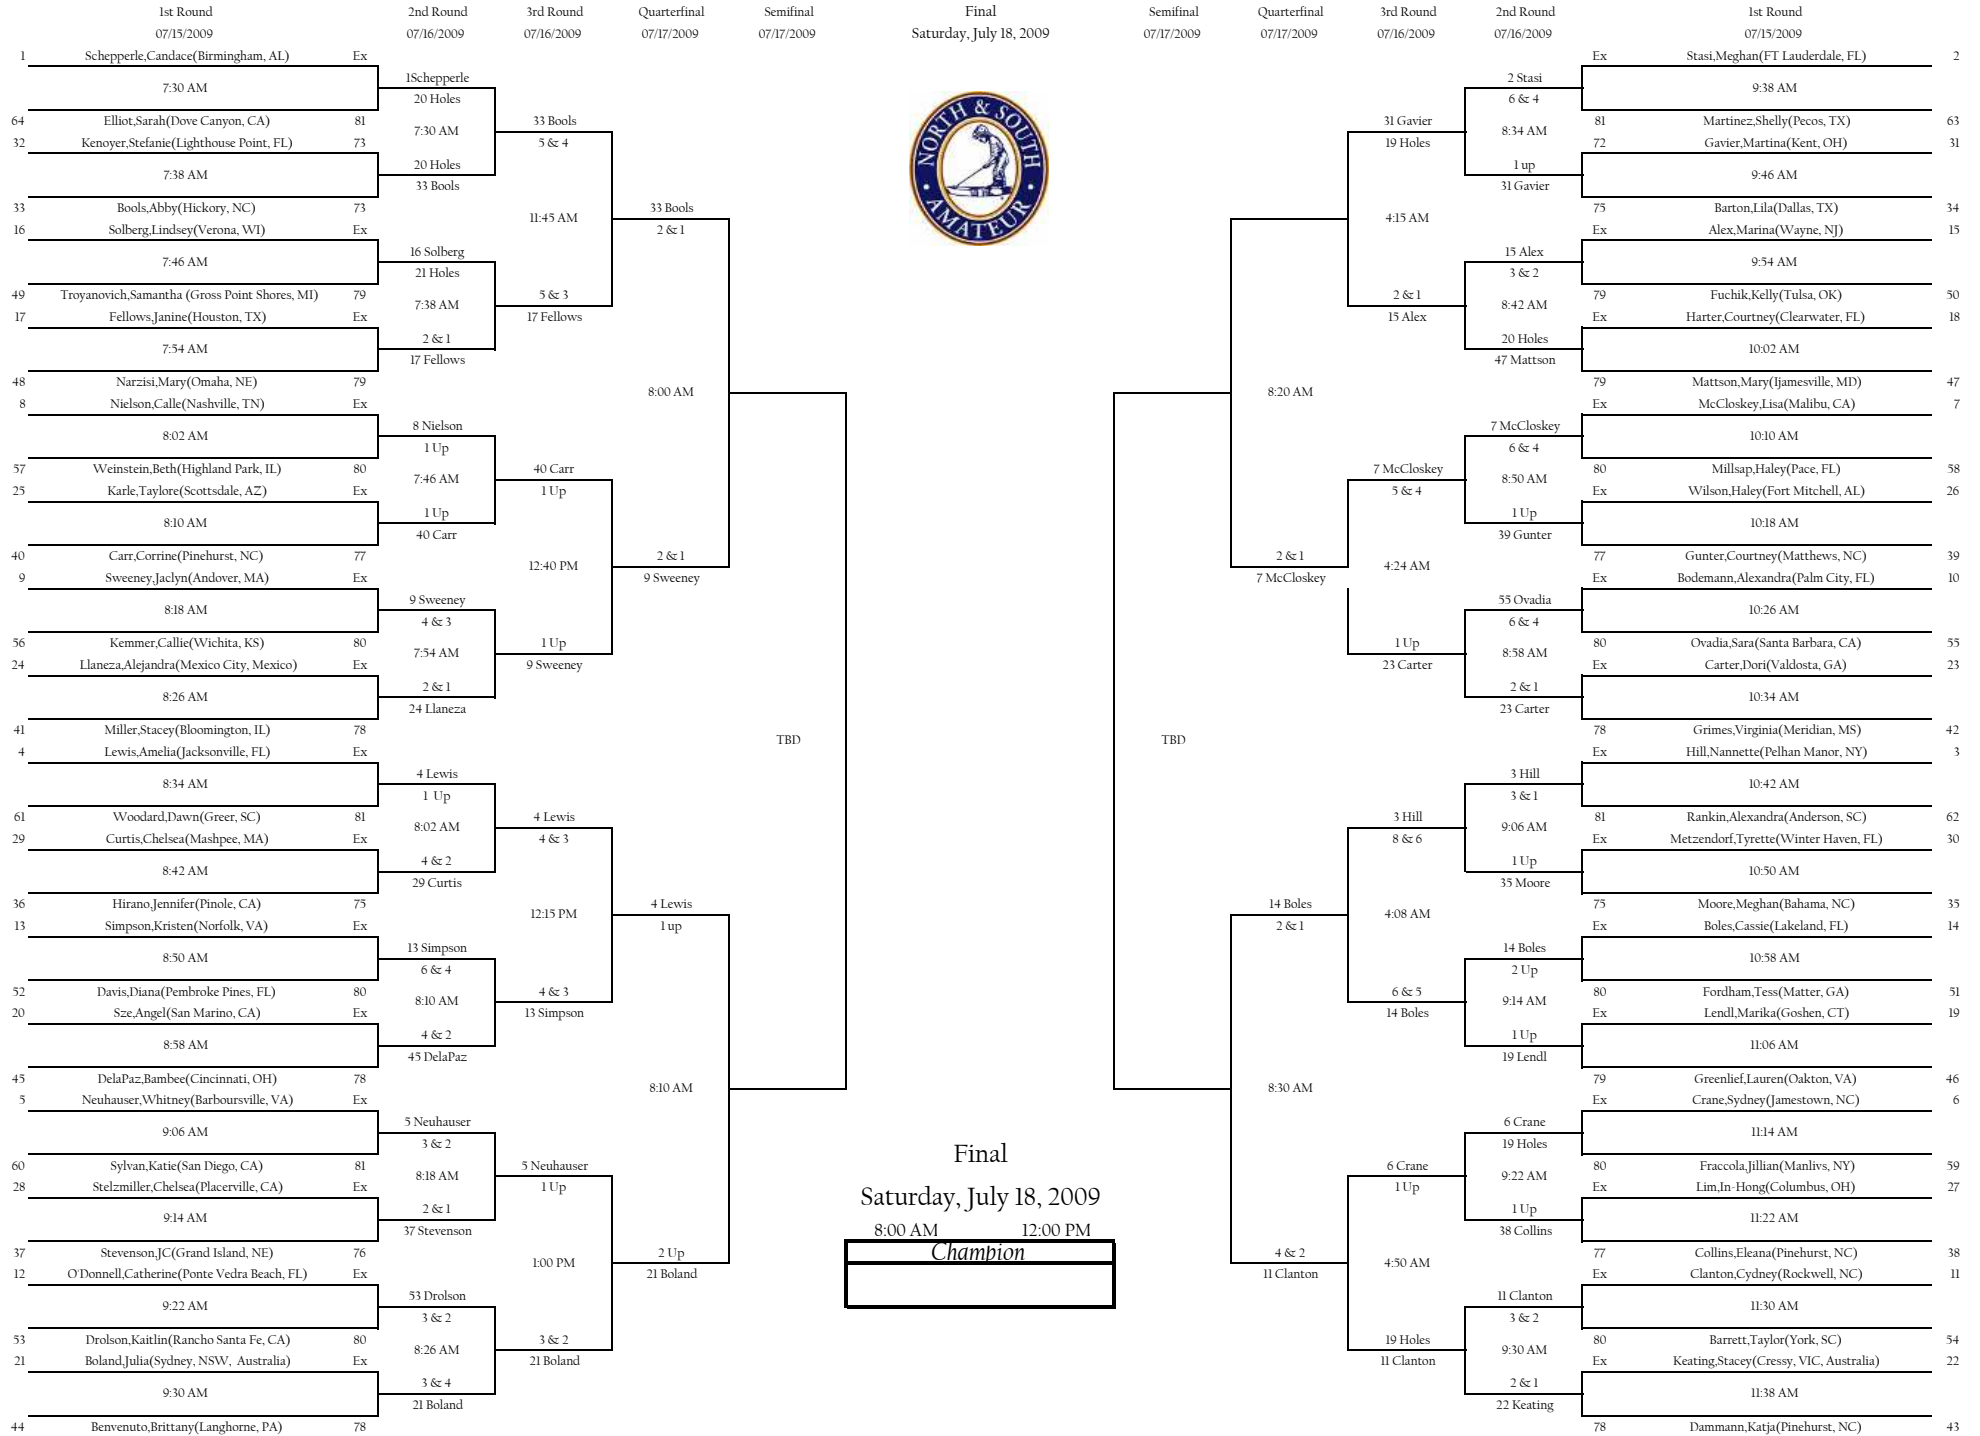 1st Round 2nd Round 3rd Round Quarterfinal Semifinal Final Semifinal Quarterfinal 3rd Round 2nd Round 1st Round
07/15/2009 07/16/2009 07/16/2009 07/17/2009 07/17/2009 Saturday, July 18, 2009 07/17/2009 07/17/2009 07/16/2009 07/16/2009 07/15/2009
1 Schepperle,Candace(Birmingham, AL) Ex Ex Stasi,Meghan(FT Lauderdale, FL) 2
1Schepperle 2 Stasi
7:30 AM 9:38 AM
20 Holes 6 & 4
64 Elliot,Sarah(Dove Canyon, CA) 81 33 Bools 31 Gavier 81 Martinez,Shelly(Pecos, TX) 63
7:30 AM 8:34 AM
32 Kenoyer,Stefanie(Lighthouse Point, FL) 73 5 & 4 19 Holes 72 Gavier,Martina(Kent, OH) 31
NORTH & SOUTH
AMATEUR
20 Holes 1 up
7:38 AM 9:46 AM
33 Bools 31 Gavier
33 Bools,Abby(Hickory, NC) 73 33 Bools 75 Barton,Lila(Dallas, TX) 34
11:45 AM 4:15 AM
16 Solberg,Lindsey(Verona, WI) Ex 2 & 1 Ex Alex,Marina(Wayne, NJ) 15
16 Solberg 15 Alex
7:46 AM 9:54 AM
21 Holes 3 & 2
49 Troyanovich,Samantha (Gross Point Shores, MI) 79 5 & 3 2 & 1 79 Fuchik,Kelly(Tulsa, OK) 50
7:38 AM 8:42 AM
17 Fellows,Janine(Houston, TX) Ex 17 Fellows 15 Alex Ex Harter,Courtney(Clearwater, FL) 18
2 & 1 20 Holes
7:54 AM 10:02 AM
17 Fellows 47 Mattson
48 Narzisi,Mary(Omaha, NE) 79 79 Mattson,Mary(Ijamesville, MD) 47
8:00 AM 8:20 AM
8 Nielson,Calle(Nashville, TN) Ex Ex McCloskey,Lisa(Malibu, CA) 7
8 Nielson 7 McCloskey
8:02 AM 10:10 AM
1 Up 6 & 4
57 Weinstein,Beth(Highland Park, IL) 80 40 Carr 7 McCloskey 80 Millsap,Haley(Pace, FL) 58
7:46 AM 8:50 AM
25 Karle,Taylore(Scottsdale, AZ) Ex 1 Up 5 & 4 Ex Wilson,Haley(Fort Mitchell, AL) 26
1 Up 1 Up
8:10 AM 10:18 AM
40 Carr 39 Gunter
40 Carr,Corrine(Pinehurst, NC) 77 2 & 1 2 & 1 77 Gunter,Courtney(Matthews, NC) 39
12:40 PM 4:24 AM
9 Sweeney,Jaclyn(Andover, MA) Ex 9 Sweeney 7 McCloskey Ex Bodemann,Alexandra(Palm City, FL) 10
9 Sweeney 55 Ovadia
8:18 AM 10:26 AM
4 & 3 6 & 4
56 Kemmer,Callie(Wichita, KS) 80 1 Up 1 Up 80 Ovadia,Sara(Santa Barbara, CA) 55
7:54 AM 8:58 AM
24 Llaneza,Alejandra(Mexico City, Mexico) Ex 9 Sweeney 23 Carter Ex Carter,Dori(Valdosta, GA) 23
2 & 1 2 & 1
8:26 AM 10:34 AM
24 Llaneza 23 Carter
41 Miller,Stacey(Bloomington, IL) 78 78 Grimes,Virginia(Meridian, MS) 42
TBD TBD
4 Lewis,Amelia(Jacksonville, FL) Ex Ex Hill,Nannette(Pelhan Manor, NY) 3
4 Lewis 3 Hill
8:34 AM 10:42 AM
1 Up 3 & 1
61 Woodard,Dawn(Greer, SC) 81 4 Lewis 3 Hill 81 Rankin,Alexandra(Anderson, SC) 62
8:02 AM 9:06 AM
29 Curtis,Chelsea(Mashpee, MA) Ex 4 & 3 8 & 6 Ex Metzendorf,Tyrette(Winter Haven, FL) 30
4 & 2 1 Up
8:42 AM 10:50 AM
29 Curtis 35 Moore
36 Hirano,Jennifer(Pinole, CA) 75 4 Lewis 14 Boles 75 Moore,Meghan(Bahama, NC) 35
12:15 PM 4:08 AM
13 Simpson,Kristen(Norfolk, VA) Ex 1 up 2 & 1 Ex Boles,Cassie(Lakeland, FL) 14
13 Simpson 14 Boles
8:50 AM 10:58 AM
6 & 4 2 Up
52 Davis,Diana(Pembroke Pines, FL) 80 4 & 3 6 & 5 80 Fordham,Tess(Matter, GA) 51
8:10 AM 9:14 AM
20 Sze,Angel(San Marino, CA) Ex 13 Simpson 14 Boles Ex Lendl,Marika(Goshen, CT) 19
4 & 2 1 Up
8:58 AM 11:06 AM
45 DelaPaz 19 Lendl
45 DelaPaz,Bambee(Cincinnati, OH) 78 79 Greenlief,Lauren(Oakton, VA) 46
8:10 AM 8:30 AM
5 Neuhauser,Whitney(Barboursville, VA) Ex Ex Crane,Sydney(Jamestown, NC) 6
5 Neuhauser 6 Crane
9:06 AM 11:14 AM
3 & 2 19 Holes
Final
60 Sylvan,Katie(San Diego, CA) 81 5 Neuhauser 6 Crane 80 Fraccola,Jillian(Manlivs, NY) 59
8:18 AM 9:22 AM
28 Stelzmiller,Chelsea(Placerville, CA) Ex 1 Up 1 Up Ex Lim,In-Hong(Columbus, OH) 27
Saturday, July 18, 2009
2 & 1 1 Up
9:14 AM 11:22 AM
37 Stevenson 8:00 AM 12:00 PM 38 Collins
37 Stevenson,JC(Grand Island, NE) 76 2 Up Champion 4 & 2 77 Collins,Eleana(Pinehurst, NC) 38
1:00 PM 4:50 AM
12 O'Donnell,Catherine(Ponte Vedra Beach, FL) Ex 21 Boland 11 Clanton Ex Clanton,Cydney(Rockwell, NC) 11
53 Drolson 11 Clanton
9:22 AM 11:30 AM
3 & 2 3 & 2
53 Drolson,Kaitlin(Rancho Santa Fe, CA) 80 3 & 2 19 Holes 80 Barrett,Taylor(York, SC) 54
8:26 AM 9:30 AM
21 Boland,Julia(Sydney, NSW, Australia) Ex 21 Boland 11 Clanton Ex Keating,Stacey(Cressy, VIC, Australia) 22
3 & 4 2 & 1
9:30 AM 11:38 AM
21 Boland 22 Keating
44 Benvenuto,Brittany(Langhorne, PA) 78 78 Dammann,Katja(Pinehurst, NC) 43